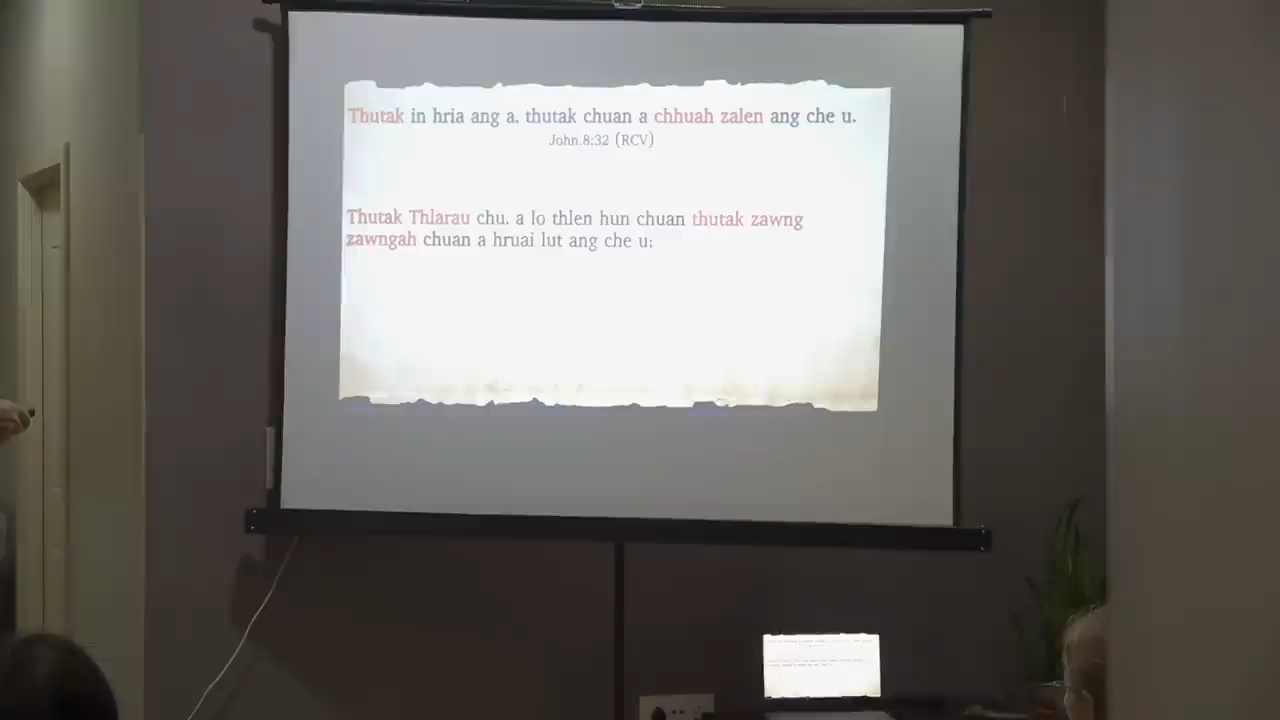 Thutak in hria ang a, thutak chuan a chhuah zalen ang che u.
John.8:32 (RCV)
Thutak Thlarau chu, a lo thlen hun chuan thutak zawng
zawngah chuan a hruai lut ang che u;